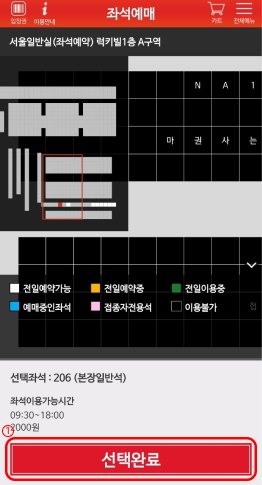 입장권 이용안내 좌석예매 카트 전체메뉴
서울일반실(좌석예약) 럭키빌1층 A구역
N A 1
마 권 사 는
전일예약가능 전일예약중 전일이용중
예매중인좌석 접종자전용석 이용불가
선택좌석 : 206 (본장일반석)
좌석이용가능시간
09:30~18:00
① 2000원
선택완료